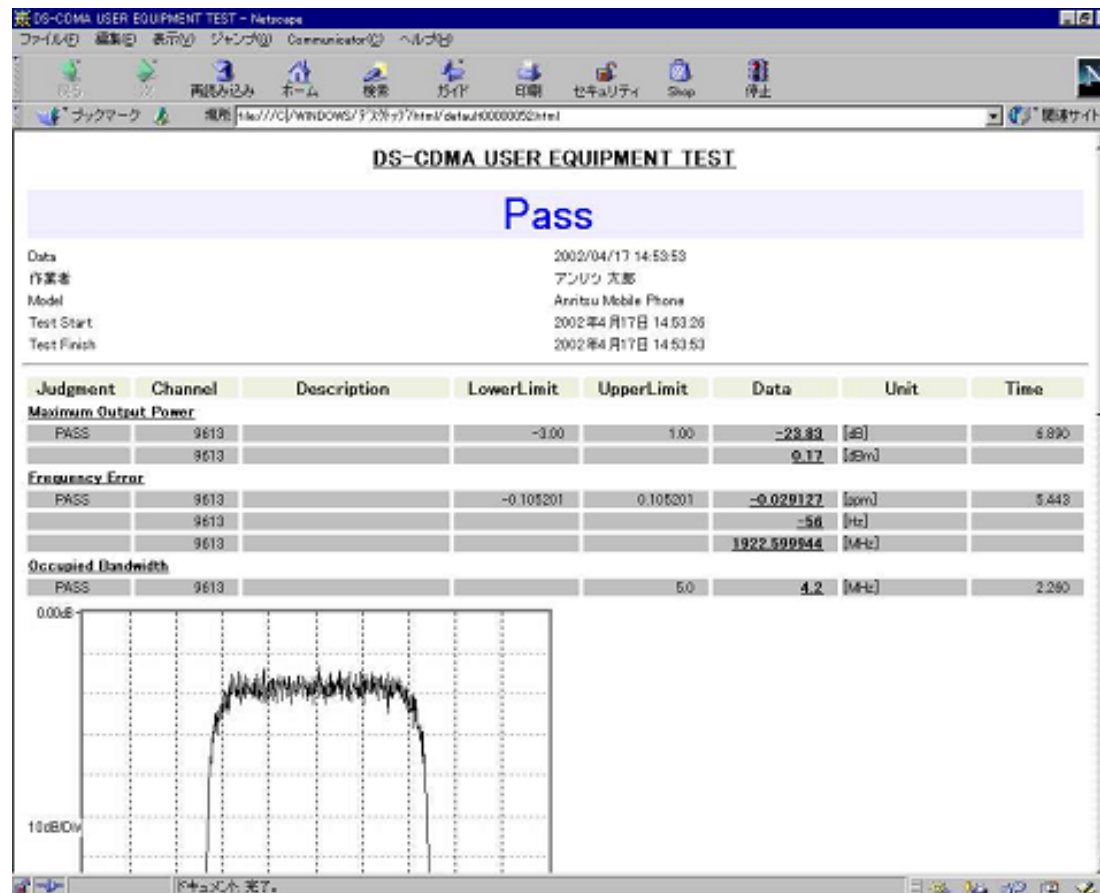 DS-CDMA USER EQUIPMENT TEST - Netscape
ファイル(F) 編集(E) 表示(V) ジャンプ(G) Communicator(C) ヘルプ(H)
再読み込み ホーム 検索 ガイド 印刷 セキュリティ Shop 停止
ブックマーク 場所 関連サイト
DS-CDMA USER EQUIPMENT TEST
Pass
Data 2002/04/17 14:53:53
作業者 アンリツ 太郎
Model Anritsu Mobile Phone
Test Start 2002年4月17日 14:53:26
Test Finish 2002年4月17日 14:53:53
Judgment Channel Description LowerLimit UpperLimit Data Unit Time
Maximum Output Power
PASS 9613 -3.00 1.00 -23.83 [dB] 6.890
9613 0.17 [dBm]
Frequency Error
PASS 9613 -0.105201 0.105201 -0.029127 [ppm] 5.443
9613 -56 [Hz]
9613 1922.599944 [MHz]
Occupied Bandwidth
PASS 9613 5.0 4.2 [MHz]
0.00dB
10dB/Div
ドキュメント: 完了。